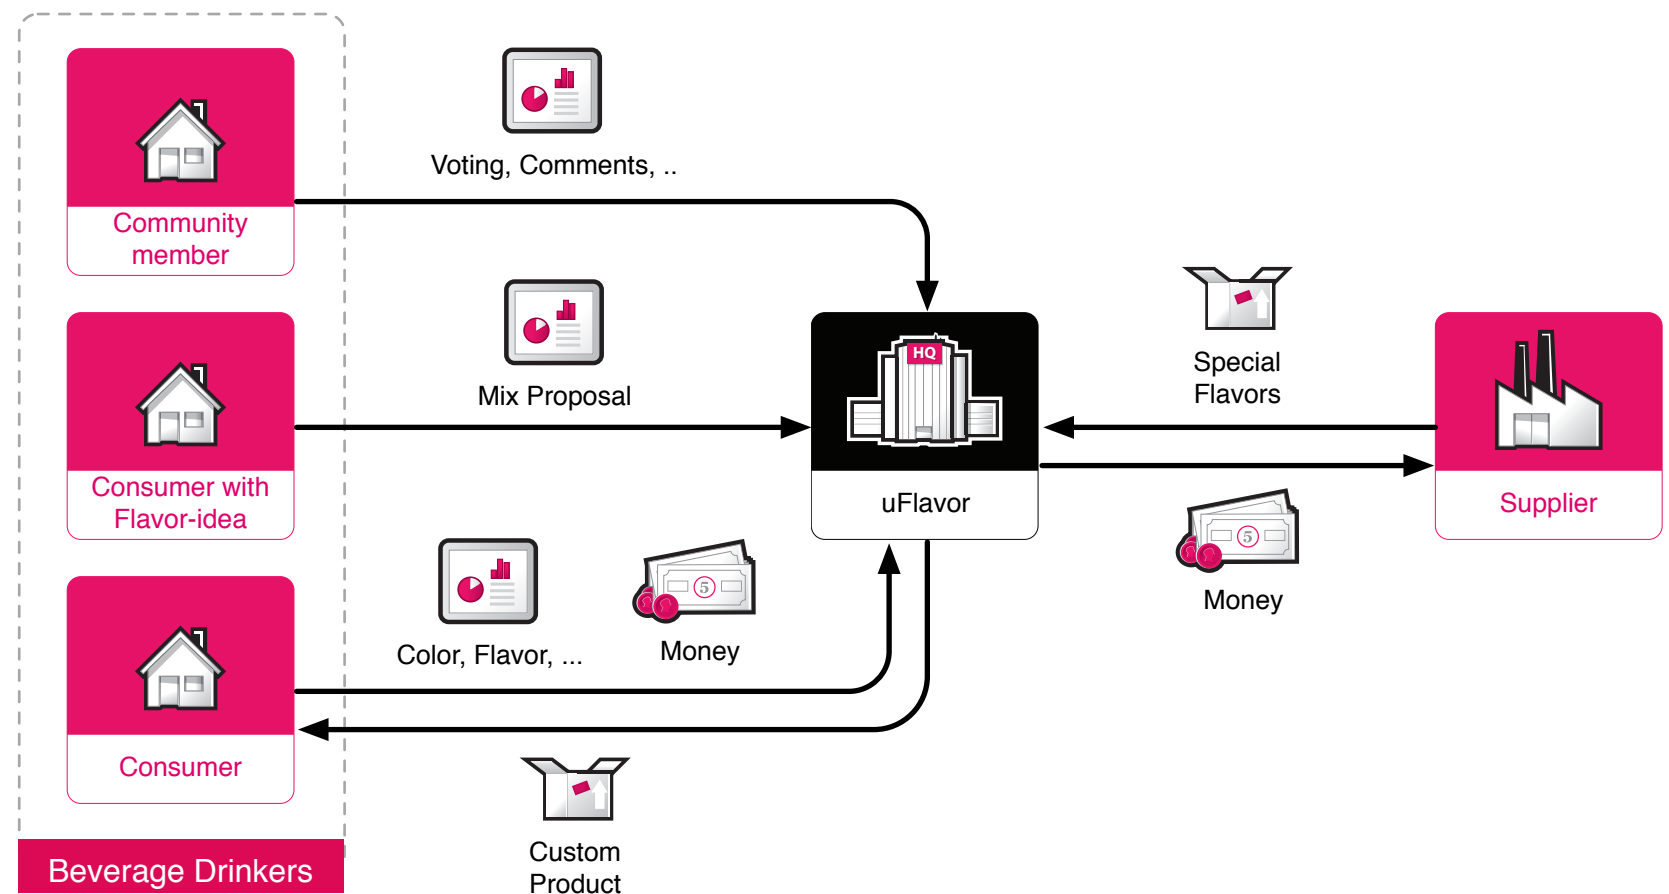 Voting, Comments, ..
Community
member
Mix Proposal
Consumer with
Flavor-idea
HQ
uFlavor
Special
Flavors
Supplier
5
Money
Color, Flavor, ...
5
Money
Consumer
Custom
Product
Beverage Drinkers